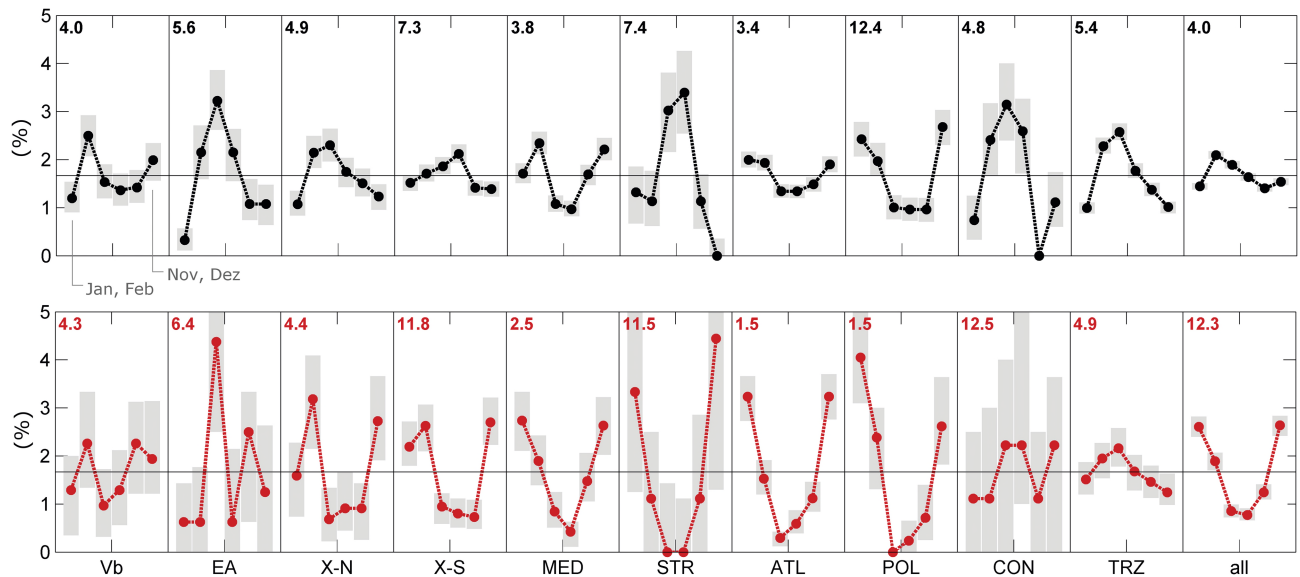 5
4.0 5.6 4.9 7.3 3.8 7.4 3.4 12.4 4.8 5.4 4.0
4
3
(%)
2
1
0
Nov, Dez
Jan, Feb
5
4.3 6.4 4.4 11.8 2.5 11.5 1.5 1.5 12.5 4.9 12.3
4
3
(%)
2
1
0
Vb EA X-N X-S MED STR ATL POL CON TRZ all